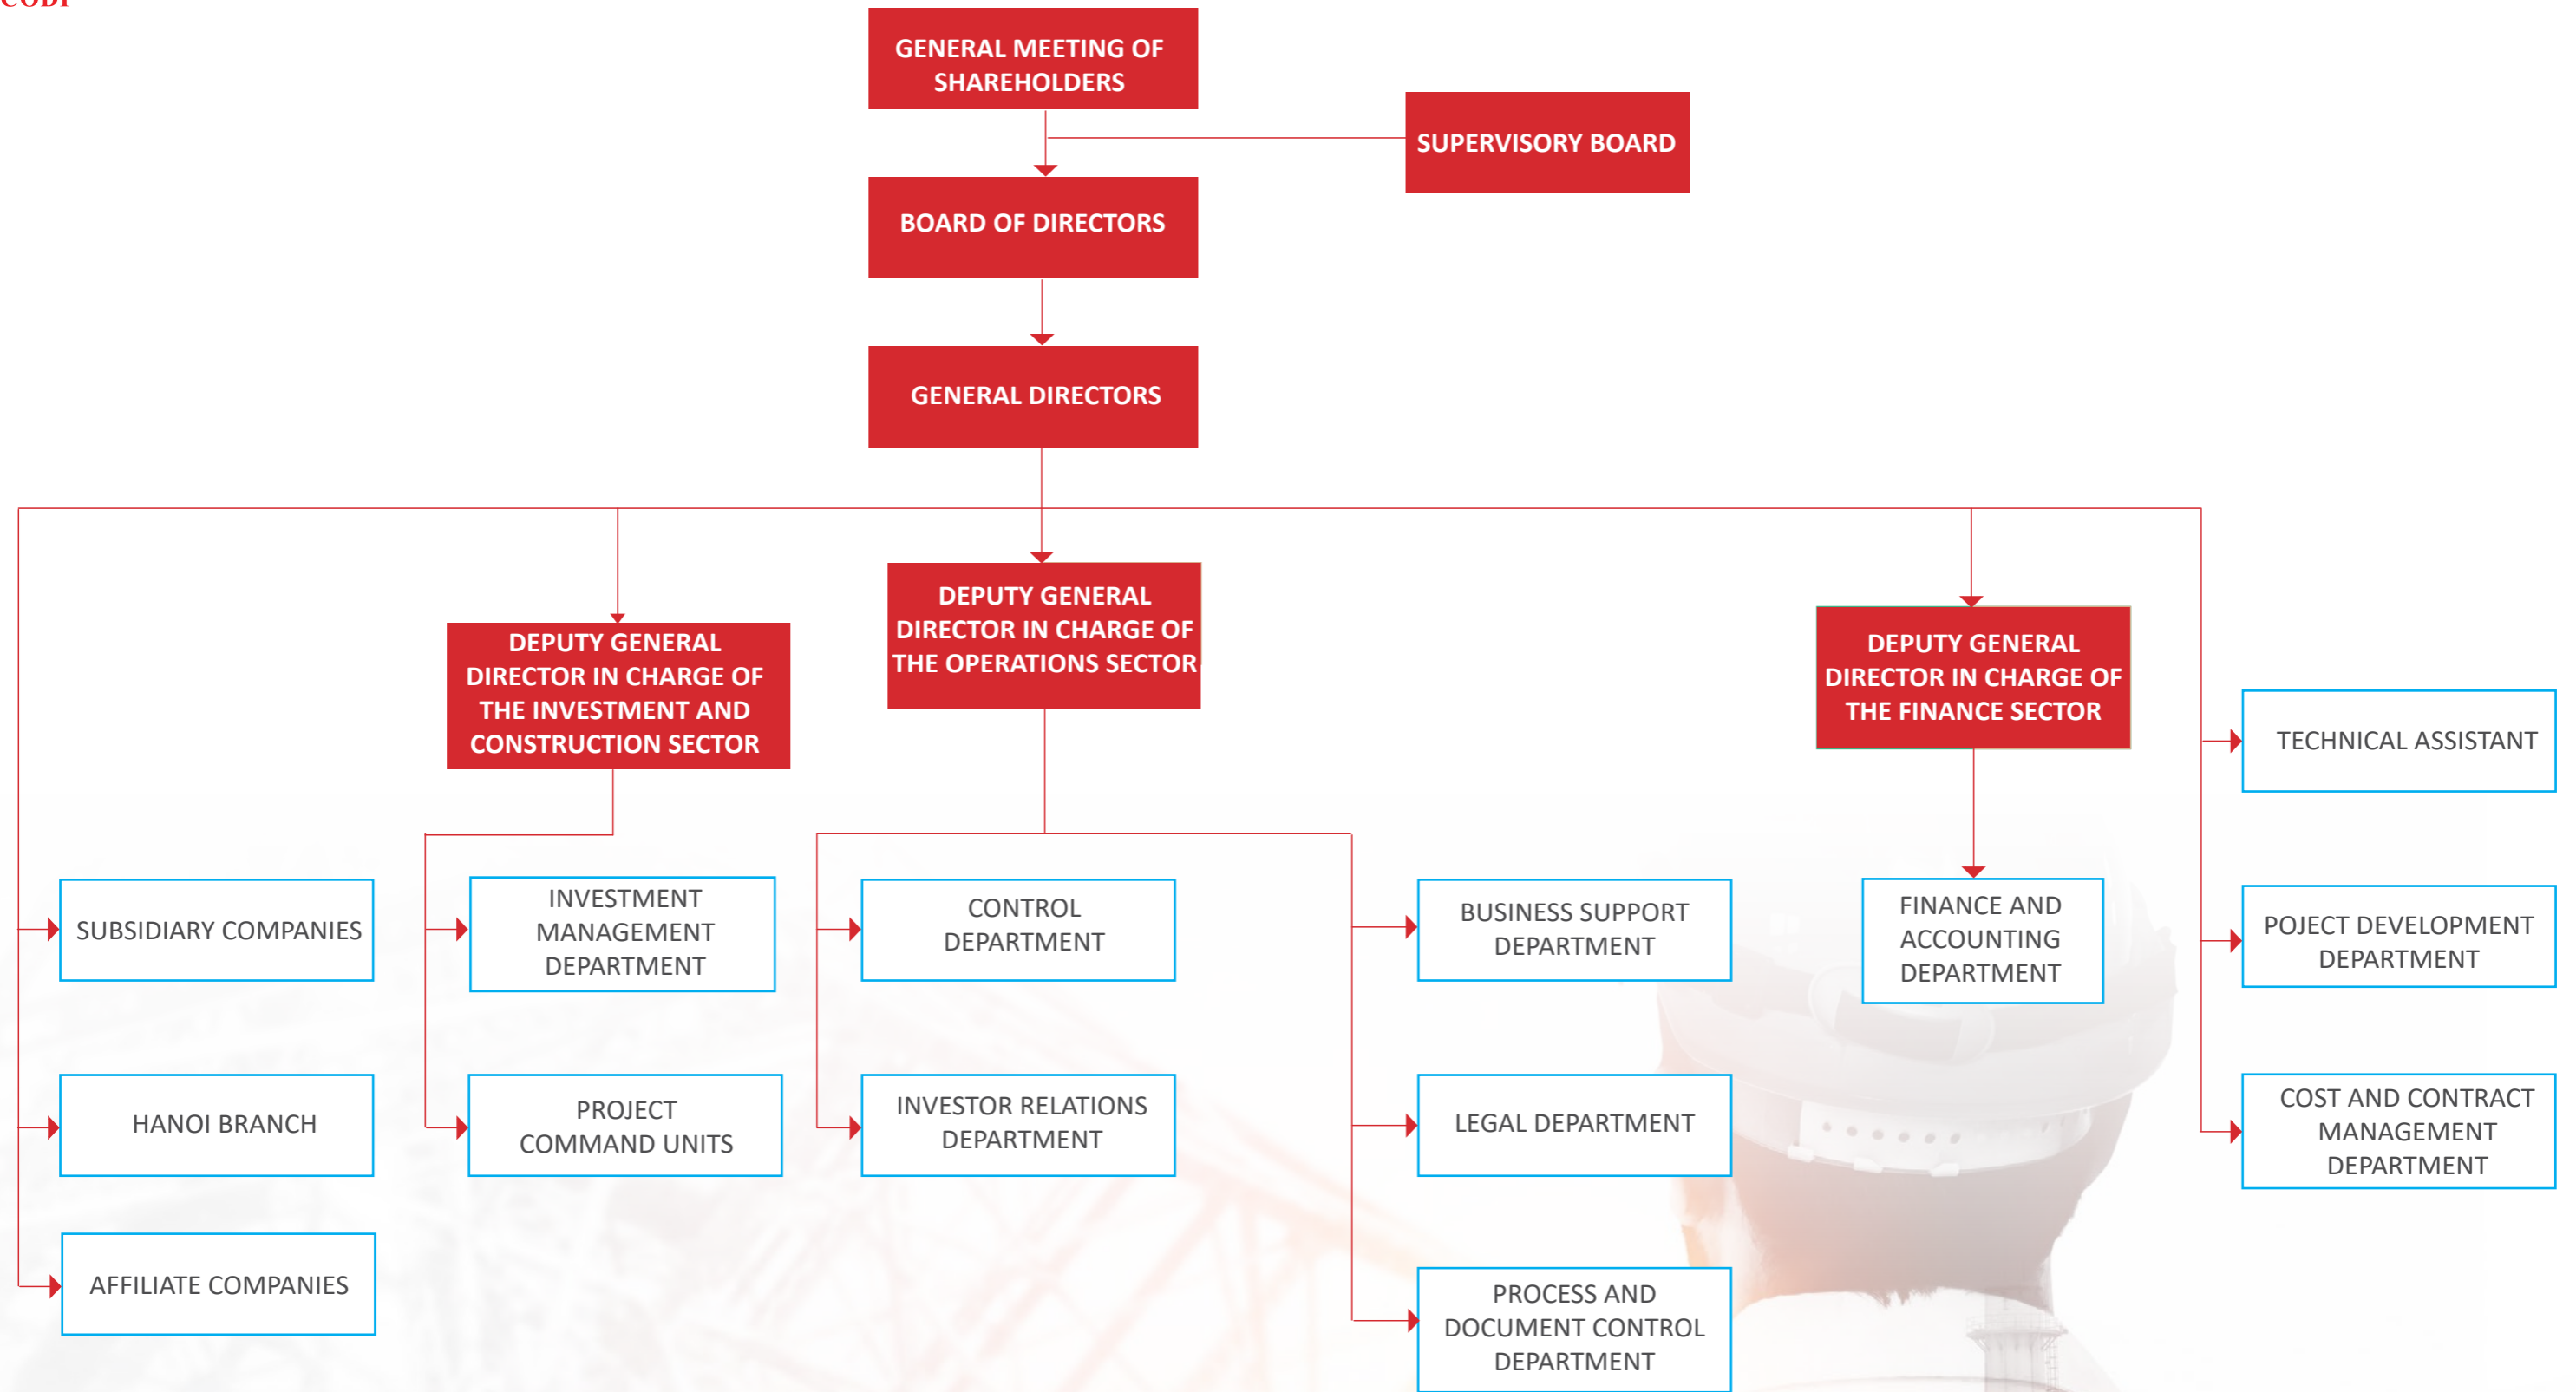 GENERAL MEETING OF
SHAREHOLDERS
SUPERVISORY BOARD
BOARD OF DIRECTORS
GENERAL DIRECTORS
DEPUTY GENERAL
DIRECTOR IN CHARGE OF
THE INVESTMENT AND
CONSTRUCTION SECTOR
DEPUTY GENERAL
DIRECTOR IN CHARGE OF
THE OPERATIONS SECTOR
DEPUTY GENERAL
DIRECTOR IN CHARGE OF
THE FINANCE SECTOR
TECHNICAL ASSISTANT
SUBSIDIARY COMPANIES
INVESTMENT
MANAGEMENT
DEPARTMENT
CONTROL
DEPARTMENT
BUSINESS SUPPORT
DEPARTMENT
FINANCE AND
ACCOUNTING
DEPARTMENT
POJECT DEVELOPMENT
DEPARTMENT
HANOI BRANCH
PROJECT
COMMAND UNITS
INVESTOR RELATIONS
DEPARTMENT
LEGAL DEPARTMENT
COST AND CONTRACT
MANAGEMENT
DEPARTMENT
AFFILIATE COMPANIES
PROCESS AND
DOCUMENT CONTROL
DEPARTMENT